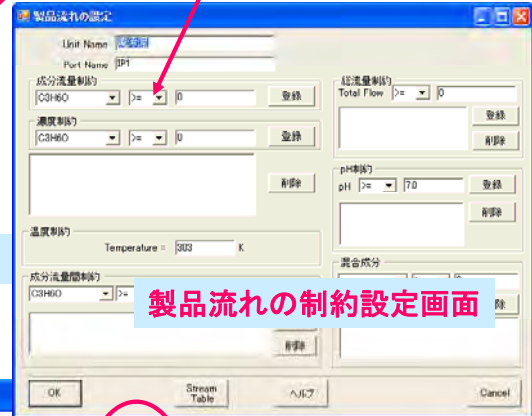 製品流れの設定
Unit Name
Port Name IP1
成分流量制約
C3H6O >= 0 登録
濃度制約
C3H6O >= 0 登録
削除
温度制約
Temperature = 303 K
成分流量間制約
C3H6O >=
削除
総流量制約
Total Flow >= 0
登録
削除
pH制約
pH >= 7.0 登録
削除
混合成分
製品流れの制約設定画面
OK
Stream Table
ヘルプ
Cancel